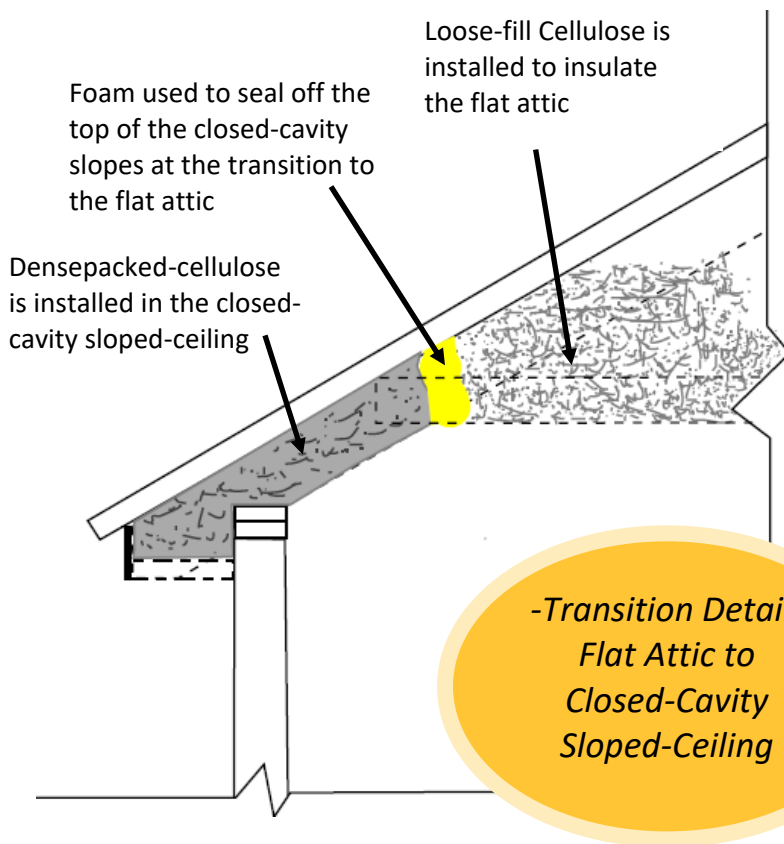 Loose-fill Cellulose is
installed to insulate
the flat attic
Foam used to seal off the
top of the closed-cavity
slopes at the transition to
the flat attic
Densepacked-cellulose
is installed in the closed-
cavity sloped-ceiling
-Transition Detai
Flat Attic to
Closed-Cavity
Sloped-Ceiling